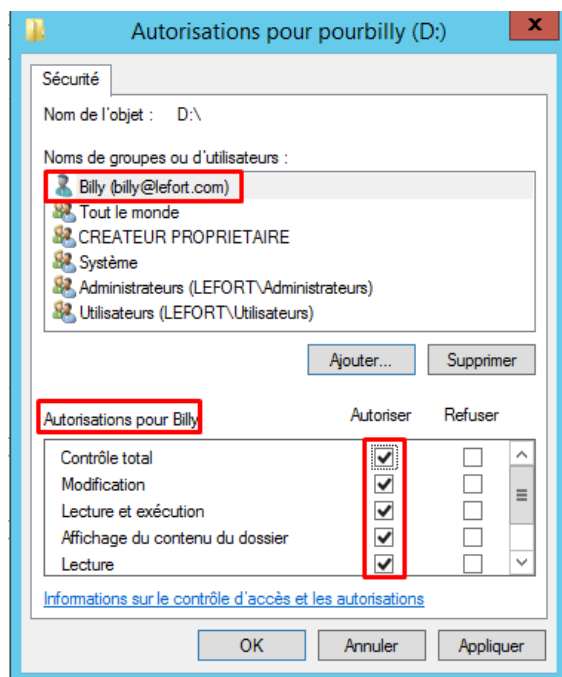 Autorisations pour pourbilly (D:)
x
Sécurité
Nom de l'objet : D:\
Noms de groupes ou d'utilisateurs :
Billy (billy@lefort.com)
Tout le monde
CREATEUR PROPRIETAIRE
Système
Administrateurs (LEFORT\Administrateurs)
Utilisateurs (LEFORT\Utilisateurs)
Ajouter... Supprimer
Autorisations pour Billy Autoriser Refuser
Contrôle total
Modification
Lecture et exécution
Affichage du contenu du dossier
Lecture
Informations sur le contrôle d'accès et les autorisations
OK Annuler Appliquer